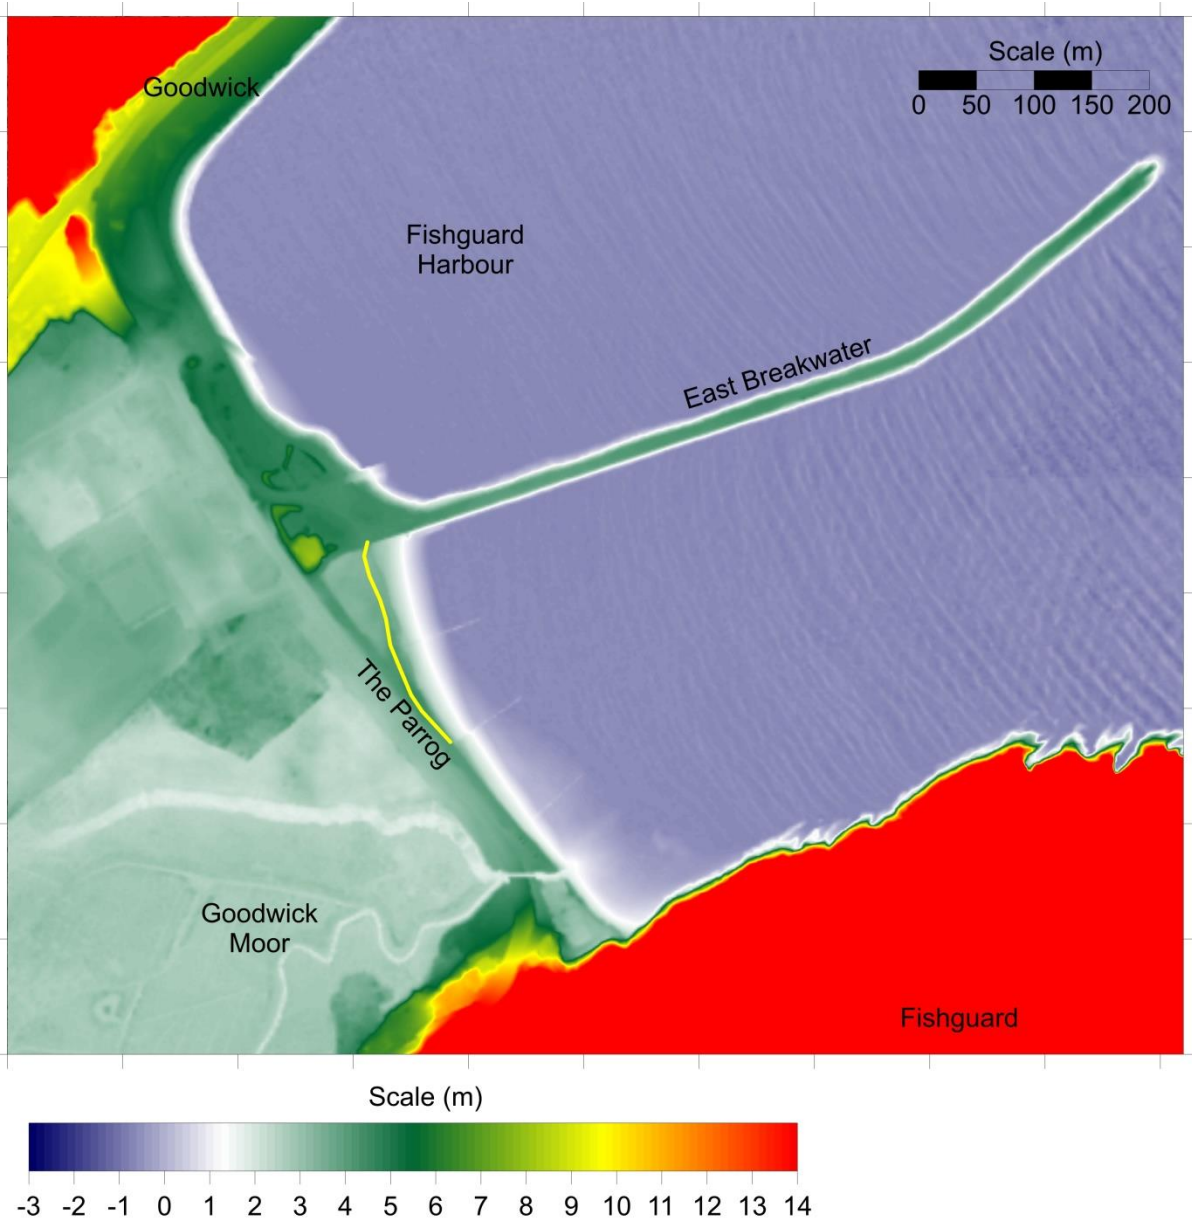 Goodwick
Scale (m)
0 50 100 150 200
Fishguard
Harbour
East Breakwater
The Parrog
Goodwick
Moor
Fishguard
Scale (m)
-3 -2 -1 0 1 2 3 4 5 6 7 8 9 10 11 12 13 14